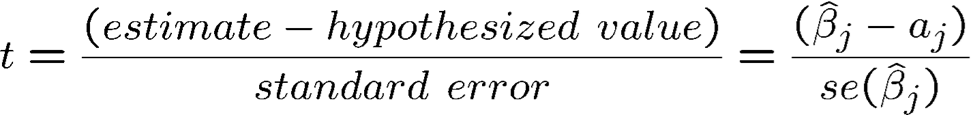 t = (estimate − hypothesized value) / standard error = (β̂_j − a_j) / se(β̂_j)